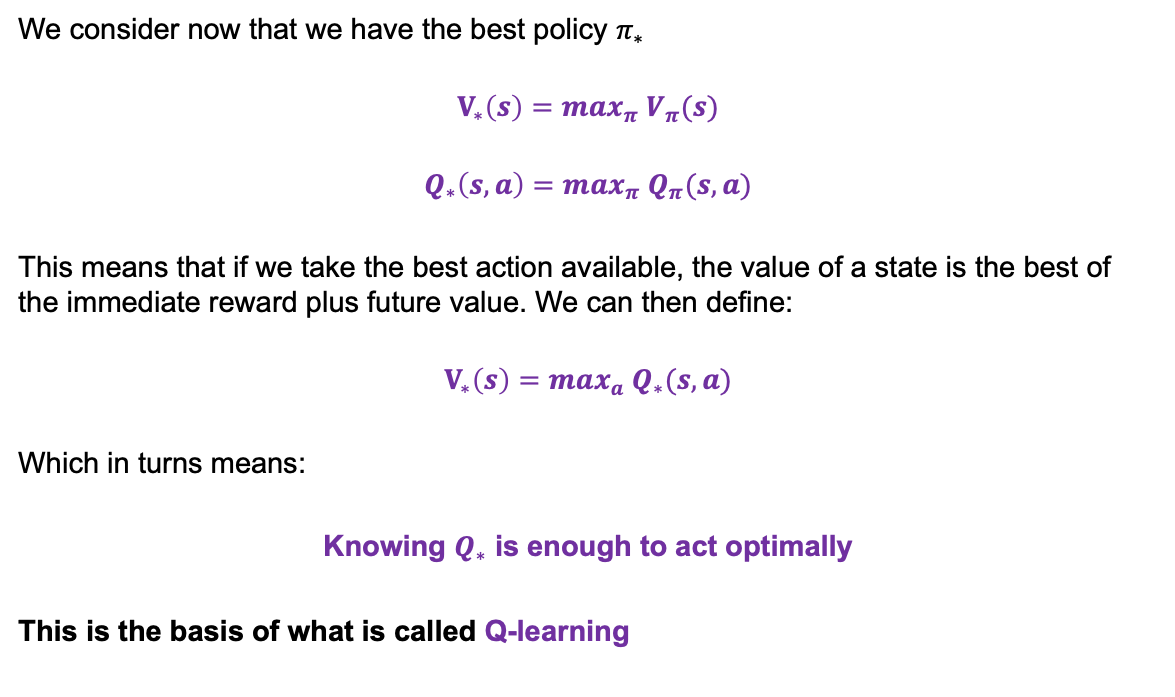 We consider now that we have the best policy π*
V*(s) = maxπ Vπ(s)
Q*(s, a) = maxπ Qπ(s, a)
This means that if we take the best action available, the value of a state is the best of
the immediate reward plus future value. We can then define:
V*(s) = maxa Q*(s, a)
Which in turns means:
Knowing Q* is enough to act optimally
This is the basis of what is called Q-learning